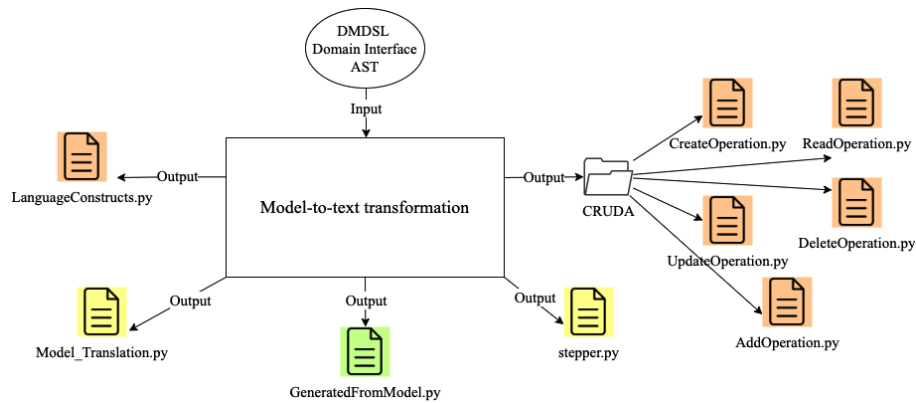 DMDSL
Domain Interface
AST
Input
CreateOperation.py
ReadOperation.py
LanguageConstructs.py
Output
Model-to-text transformation
Output
CRUDA
UpdateOperation.py
DeleteOperation.py
Output
Output
Output
Model_Translation.py
GeneratedFromModel.py
stepper.py
AddOperation.py